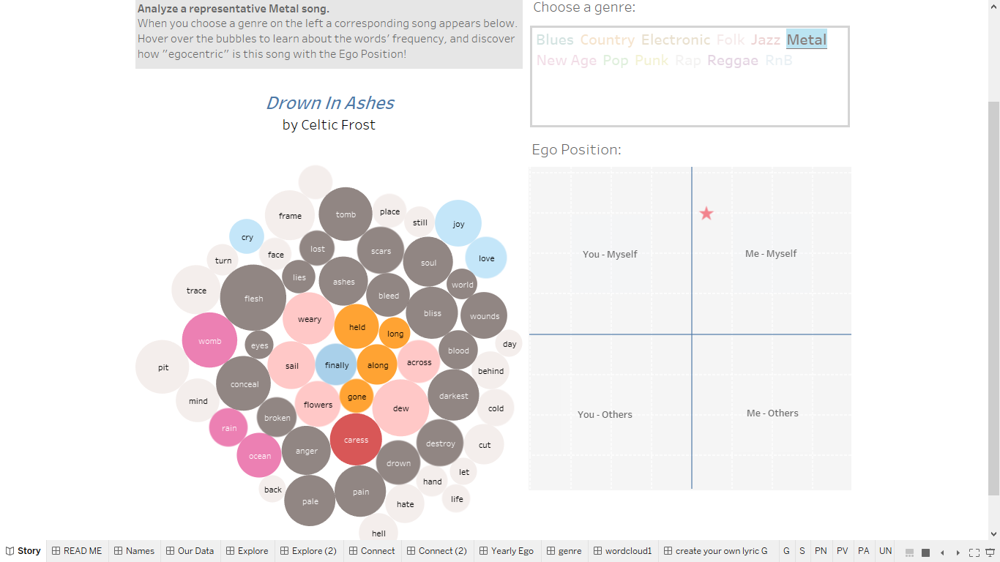 Analyze a representative Metal song.
When you choose a genre on the left a corresponding song appears below.
Hover over the bubbles to learn about the words’ frequency, and discover
how ”egocentric” is this song with the Ego Position!
Choose a genre:
Blues Country Electronic Folk Jazz Metal
New Age Pop Punk Rap Reggae RnB
Drown In Ashes
by Celtic Frost
Ego Position:
You - Myself
Me - Myself
You - Others
Me - Others
frame
tomb
place
still
joy
cry
lost
scars
face
turn
soul
love
lies
ashes
world
trace
flesh
bleed
weary
bliss
wounds
held
long
womb
eyes
day
pit
sail
finally
along
across
blood
behind
conceal
mind
flowers
gone
dew
darkest
cold
broken
rain
caress
anger
destroy
cut
ocean
drown
let
back
pale
pain
hand
hate
life
hell
Story READ ME Names Our Data Explore Explore (2) Connect Connect (2) Yearly Ego genre wordcloud1 create your own lyric G G S PN PV PA UN